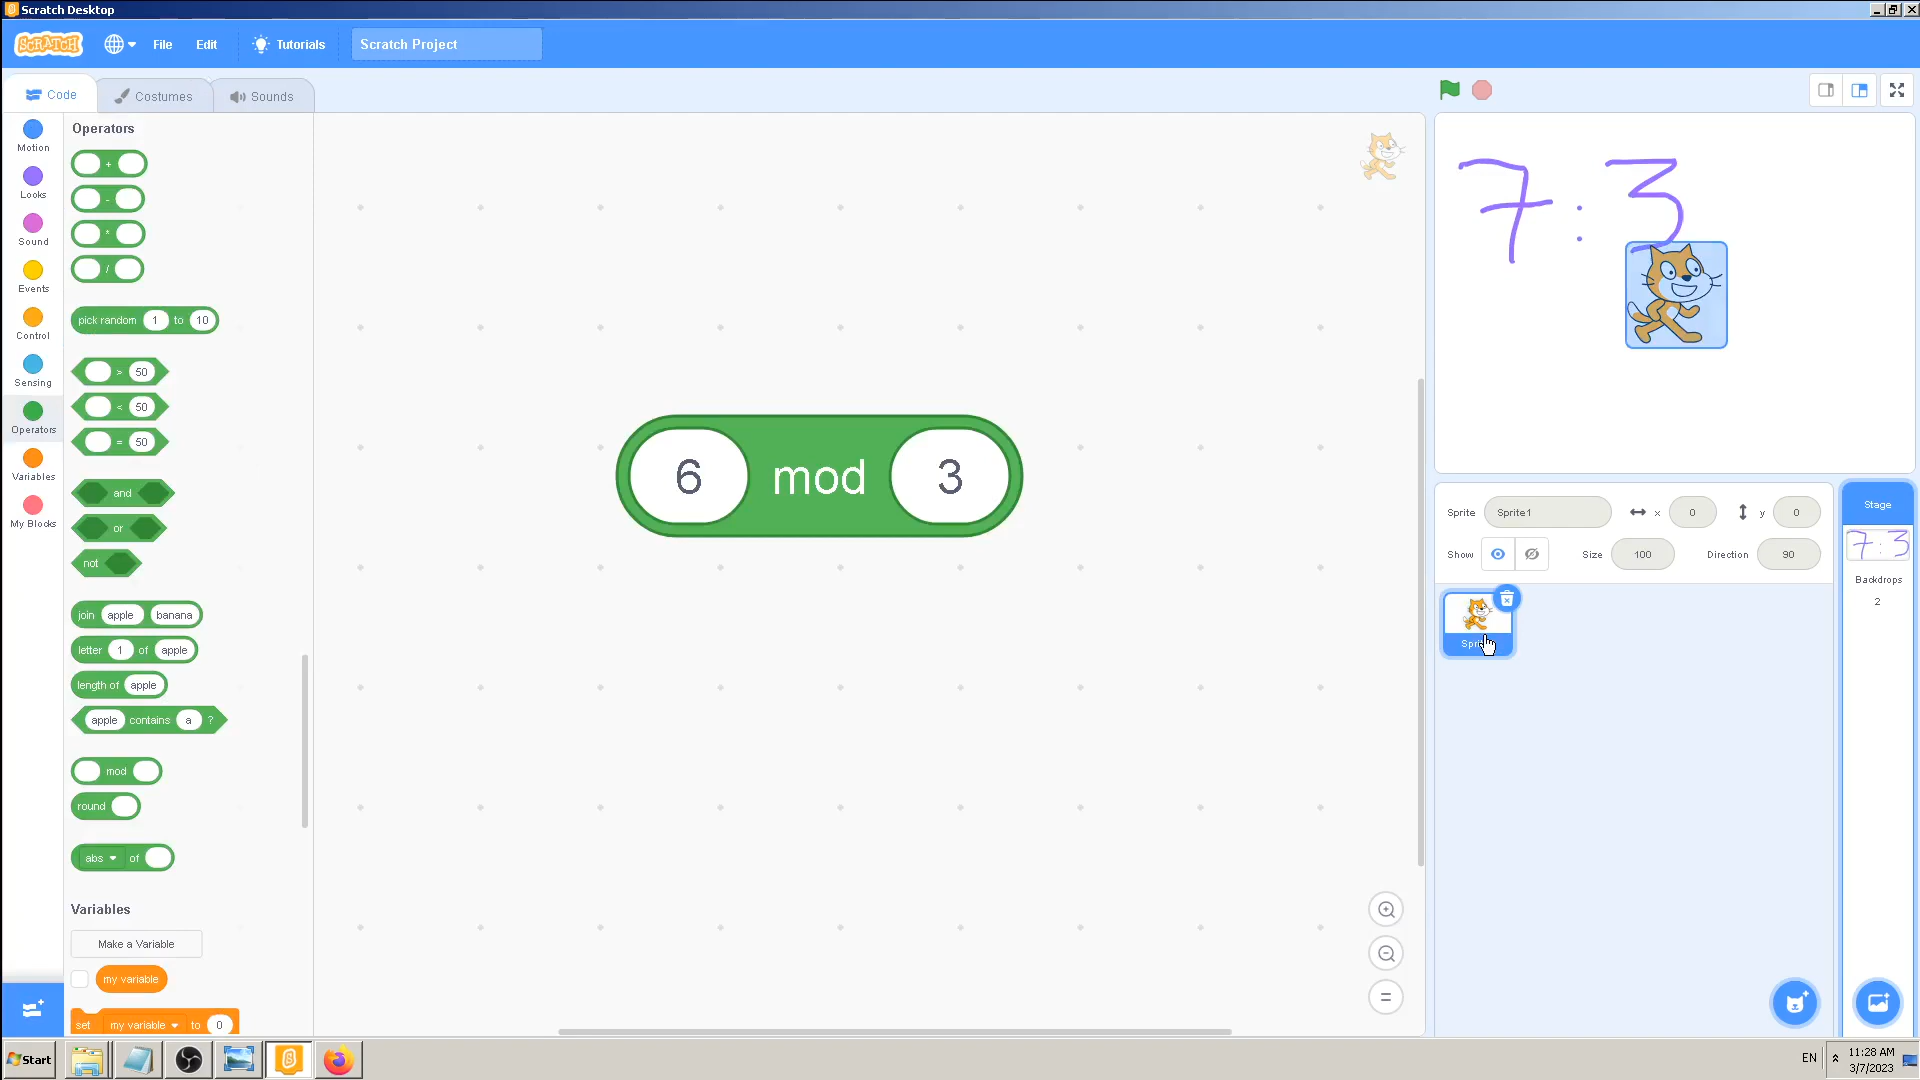 Scratch Desktop
SCRATCH File Edit Tutorials Scratch Project
Code Costumes Sounds
Motion
Looks
Sound
Events
Control
Sensing
Operators
Variables
My Blocks
Operators
+
-
*
/
pick random 1 to 10
> 50
< 50
= 50
and
or
not
join apple banana
letter 1 of apple
length of apple
apple contains a ?
mod
round
abs of
Variables
Make a Variable
my variable
set my variable to 0
6 mod 3
7 : 3
Sprite Sprite1 x 0 y 0
Show Size 100 Direction 90
Stage
7 : 3
Backdrops
2
Start
EN
11:28 AM
3/7/2023